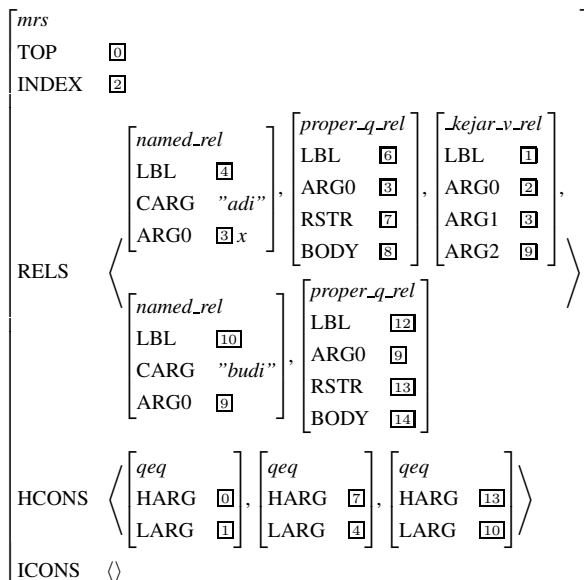 mrs
TOP 0
INDEX 2
named_rel proper_q_rel _kejar_v_rel
LBL 4 LBL 6 LBL 1
CARG "adi" , ARG0 3 , ARG0 2 ,
ARG0 3 x RSTR 7 ARG1 3
BODY 8 ARG2 9
RELS ⟨ ⟩
named_rel proper_q_rel
LBL 10 LBL 12
CARG "budi" , ARG0 9
ARG0 9 RSTR 13
BODY 14
qeq qeq qeq
HCONS ⟨ HARG 0 , HARG 7 , HARG 13 ⟩
LARG 1 LARG 4 LARG 10
ICONS ⟨⟩